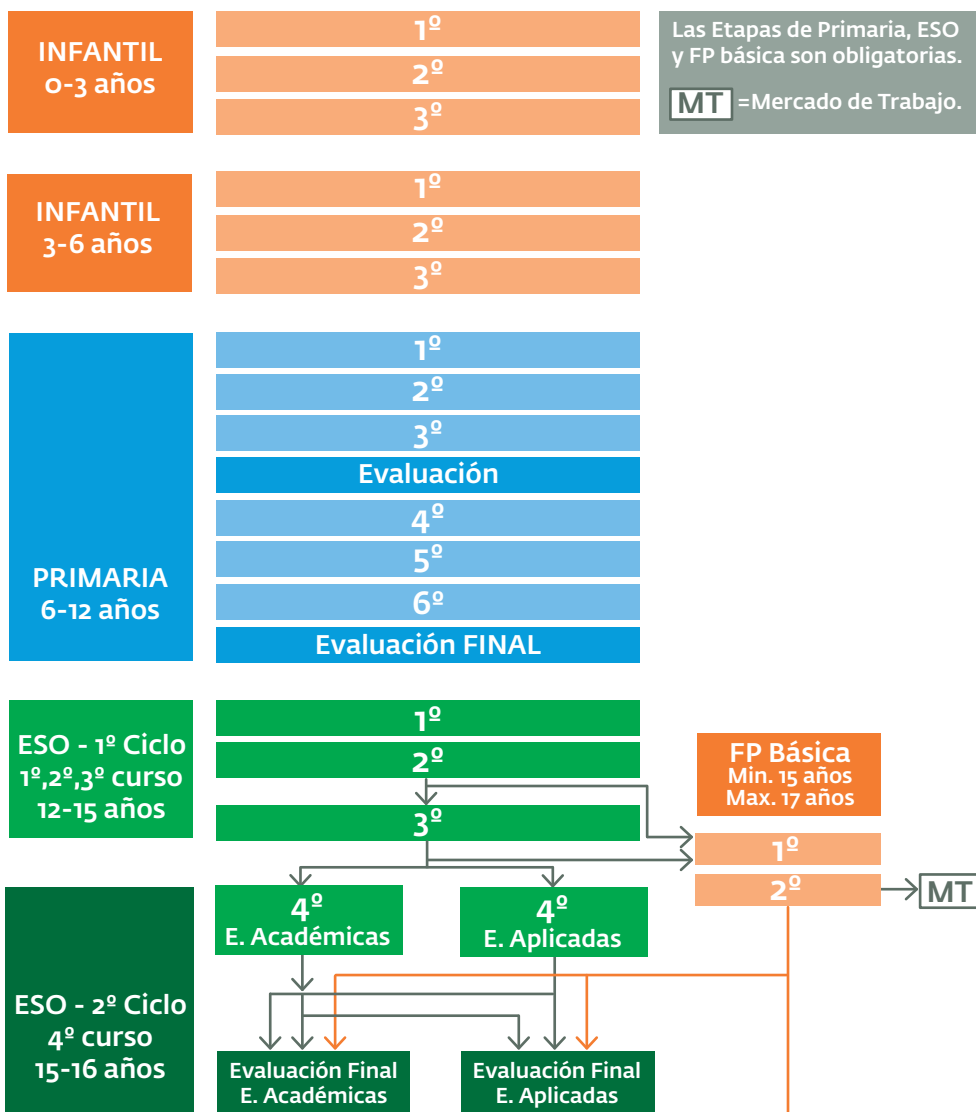 INFANTIL
0-3 años
1º
2º
3º
Las Etapas de Primaria, ESO
y FP básica son obligatorias.
MT =Mercado de Trabajo.
INFANTIL
3-6 años
1º
2º
3º
PRIMARIA
6-12 años
1º
2º
3º
Evaluación
4º
5º
6º
Evaluación FINAL
ESO - 1º Ciclo
1º,2º,3º curso
12-15 años
1º
2º
3º
FP Básica
Min. 15 años
Max. 17 años
1º
2º
MT
ESO - 2º Ciclo
4º curso
15-16 años
4º
E. Académicas
4º
E. Aplicadas
Evaluación Final
E. Académicas
Evaluación Final
E. Aplicadas